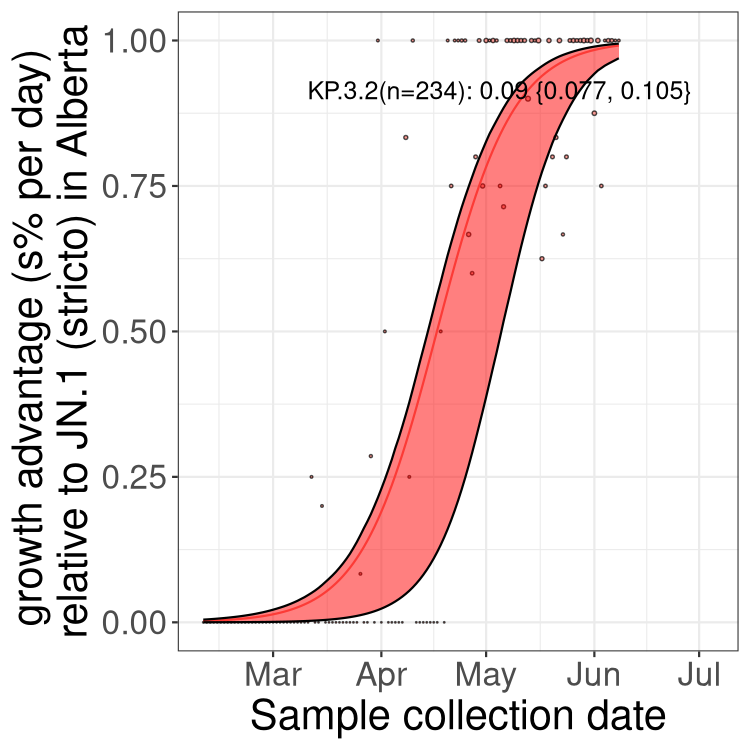 growth advantage (s% per day)
relative to JN.1 (stricto) in Alberta
1.00
0.75
0.50
0.25
0.00
KP.3.2(n=234): 0.09 {0.077, 0.105}
Mar Apr May Jun Jul
Sample collection date